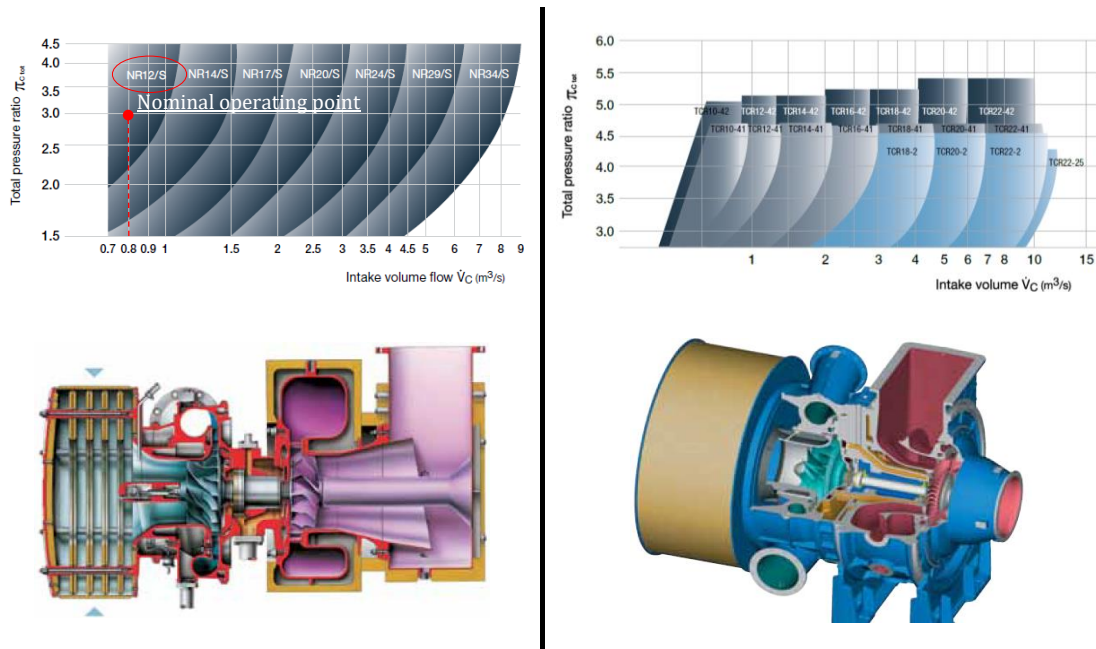 Total pressure ratio π c tot
4.5
4.0
3.5
3.0
2.5
2.0
1.5
NR12/S NR14/S NR17/S NR20/S NR24/S NR29/S NR34/S
Nominal operating point
0.7 0.8 0.9 1 1.5 2 2.5 3 3.5 4 4.5 5 6 7 8 9
Intake volume flow V̇C (m³/s)
Total pressure ratio π c tot
6.0
5.5
5.0
4.5
4.0
3.5
3.0
TCR10-42 TCR12-42 TCR14-42 TCR16-42 TCR18-42 TCR20-42 TCR22-42
TCR10-41 TCR12-41 TCR14-41 TCR16-41 TCR18-41 TCR20-41 TCR22-41
TCR18-2 TCR20-2 TCR22-2
TCR22-25
1 2 3 4 5 6 7 8 10 15
Intake volume V̇C (m³/s)